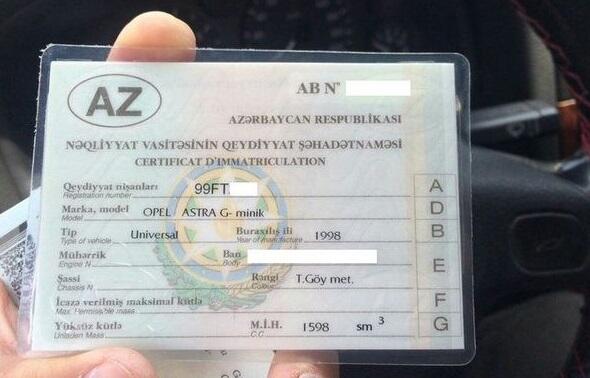 AZ
AB N°
AZƏRBAYCAN RESPUBLİKASI
NƏQLİYYAT VASİTƏSİNİN QEYDİYYAT ŞƏHADƏTNAMƏSİ
CERTIFICAT D'IMMATRICULATION
Qeydiyyat nişanları 99FT A
Registration number
Marka, model OPEL ASTRA G- minik D
Model
Tip Universal Buraxılış ili 1998 B
Type of vehicle Year of manufacture
Mühərrik Ban E
Engine N Body
Şassi Rəngi T.Göy met.
Chassis N Colour
İcazə verilmiş maksimal kütlə F
Max. Permissible mass
Yüksüz kütlə M.İ.H. 1598 sm 3 G
Unladen Mass C.C